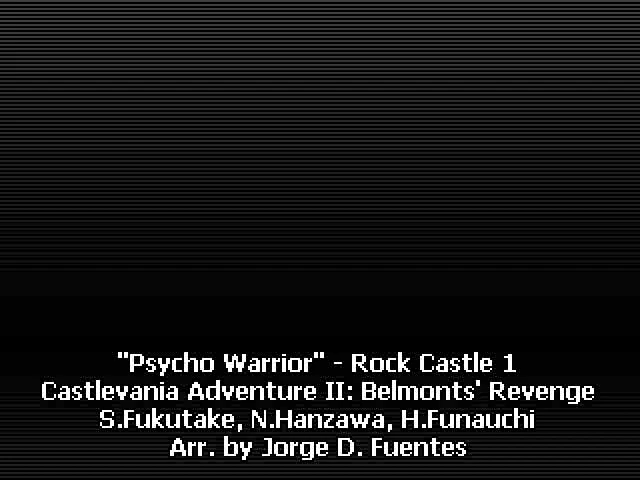 "Psycho Warrior" - Rock Castle 1
Castlevania Adventure II: Belmonts' Revenge
S.Fukutake, N.Hanzawa, H.Funauchi
Arr. by Jorge D. Fuentes